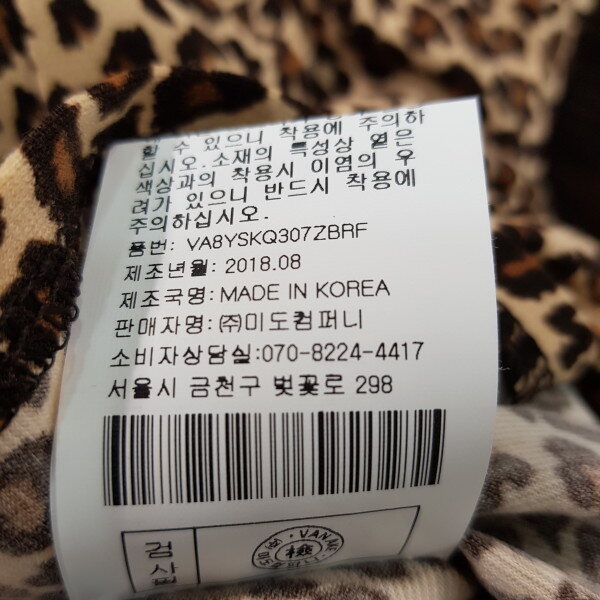 할 수 있으니 착용에 주의하
십시오.소재의 특성상 옅은
색상과의 착용시 이염의 우
려가 있으니 반드시 착용에
주의하십시오.
품번: VA8YSKQ307ZBRF
제조년월: 2018.08
제조국명: MADE IN KOREA
판매자명: (주)미도컴퍼니
소비자상담실:070-8224-4417
서울시 금천구 벚꽃로 298
검사
VAN